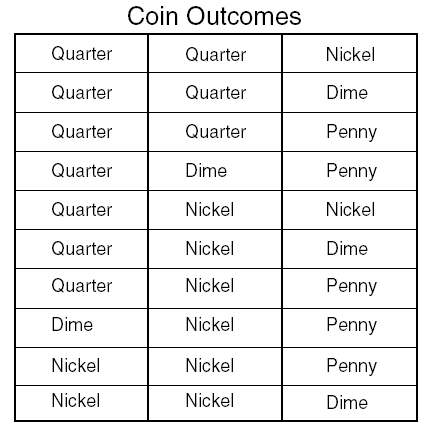 Coin Outcomes
Quarter Quarter Nickel
Quarter Quarter Dime
Quarter Quarter Penny
Quarter Dime Penny
Quarter Nickel Nickel
Quarter Nickel Dime
Quarter Nickel Penny
Dime Nickel Penny
Nickel Nickel Penny
Nickel Nickel Dime